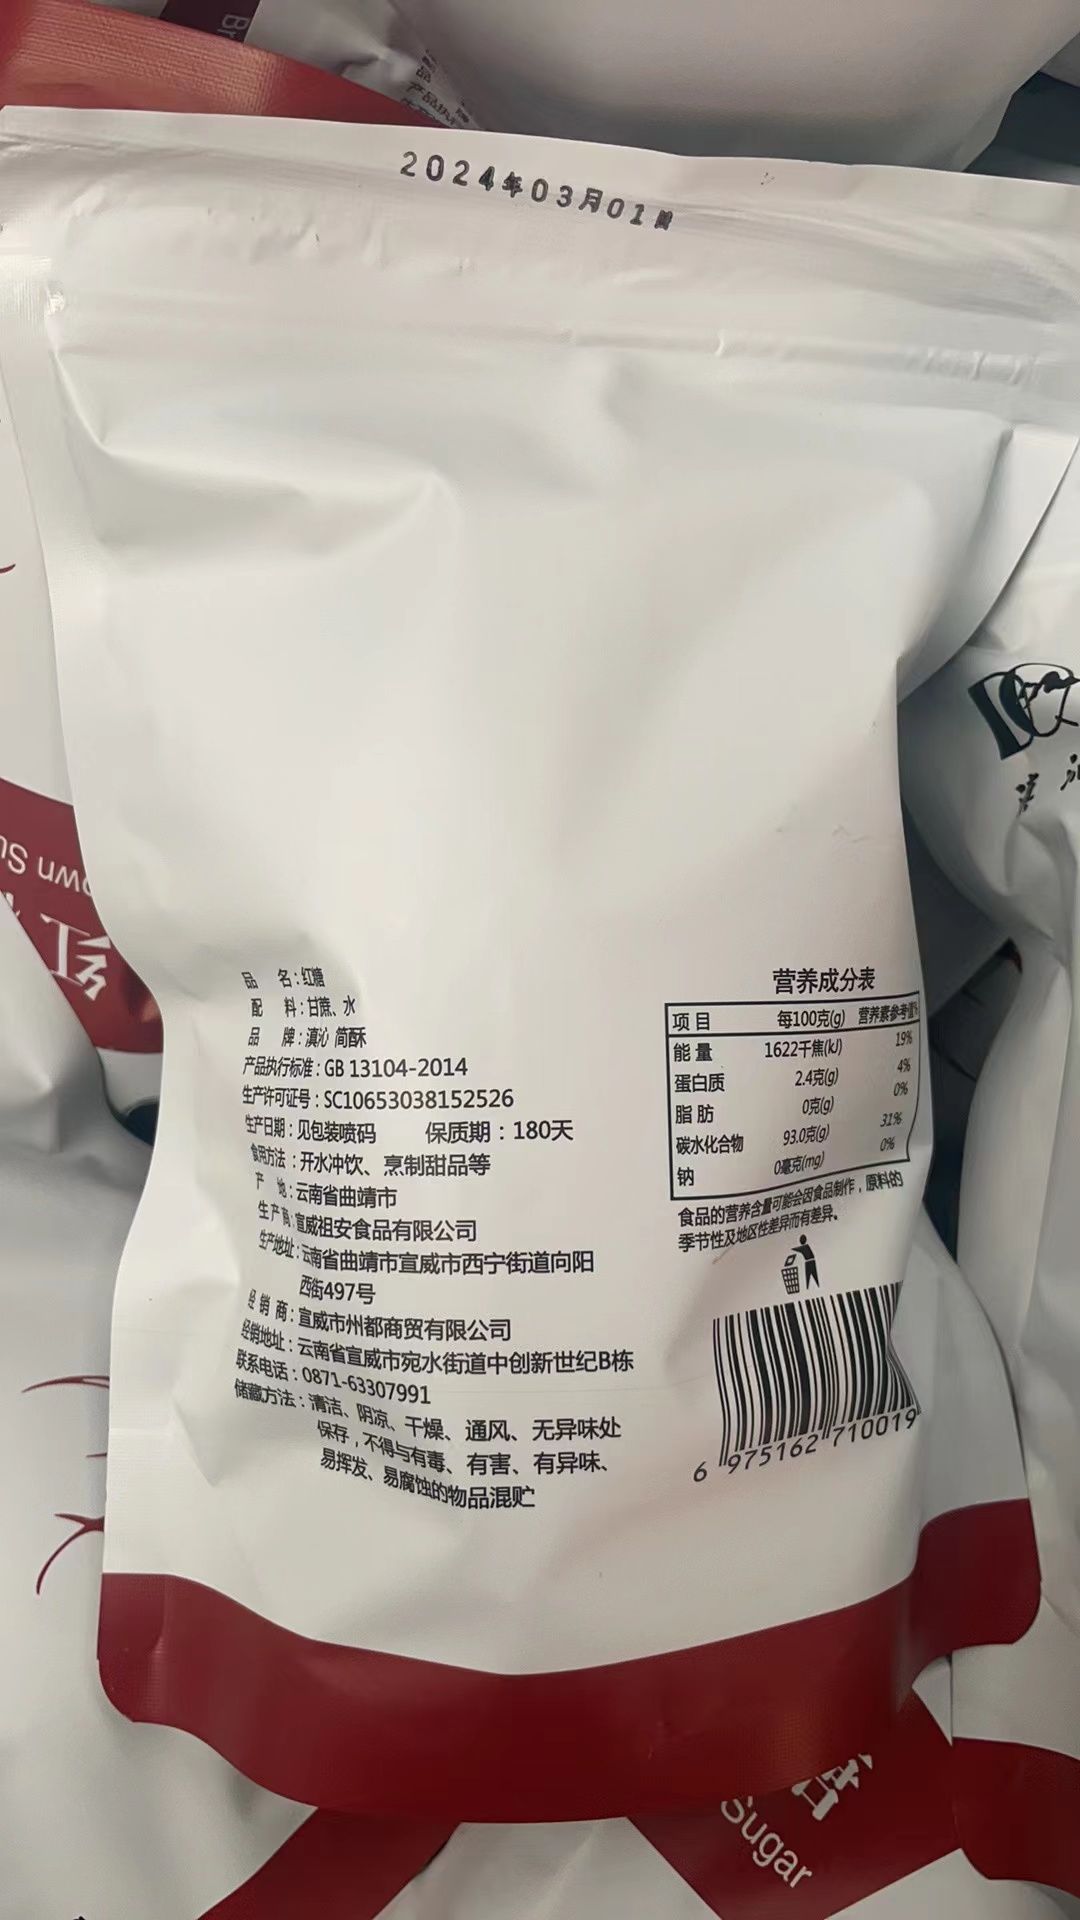 2024年03月01日
品 名:红糖
配 料:甘蔗、水
品 牌:滇沁 简酥
产品执行标准:GB 13104-2014
生产许可证号:SC10653038152526
生产日期:见包装喷码 保质期:180天
食用方法:开水冲饮、烹制甜品等
产 地:云南省曲靖市
生产商:宣威祖安食品有限公司
生产地址:云南省曲靖市宣威市西宁街道向阳
西街497号
经 销 商:宣威市州都商贸有限公司
经销地址:云南省宣威市宛水街道中创新世纪B栋
联系电话:0871-63307991
储藏方法:清洁、阴凉、干燥、通风、无异味处
保存,不得与有毒、有害、有异味、
易挥发、易腐蚀的物品混贮
营养成分表
项目 每100克(g) 营养素参考值%
能量 1622千焦(kJ) 19%
蛋白质 2.4克(g) 4%
脂肪 0克(g) 0%
碳水化合物 93.0克(g) 31%
钠 0毫克(mg) 0%
食品的营养含量可能会因食品制作,原料的
季节性及地区性差异而有差异。
6 975162 710019
红
own Su
Sugar